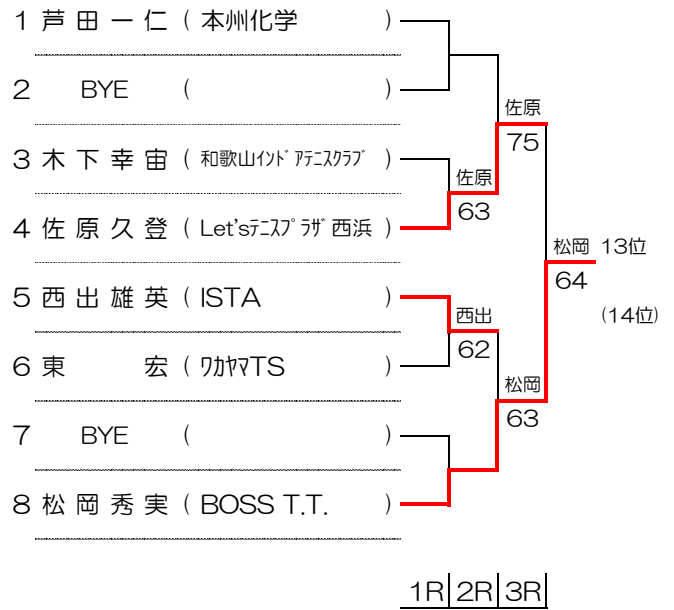 1 芦田一仁 ( 本州化学 )
2 BYE ( )
佐原
75
3 木下幸宙 ( 和歌山ｲﾝﾄﾞｱﾃﾆｽｸﾗﾌﾞ )
佐原
63
4 佐原久登 ( Let'sﾃﾆｽﾌﾟﾗｻﾞ西浜 )
松岡 13位
64
5 西出雄英 ( ISTA )
(14位)
西出
62
6 東 宏 ( ﾜｶﾔﾏTS )
松岡
63
7 BYE ( )
8 松岡秀実 ( BOSS T.T. )
1R 2R 3R